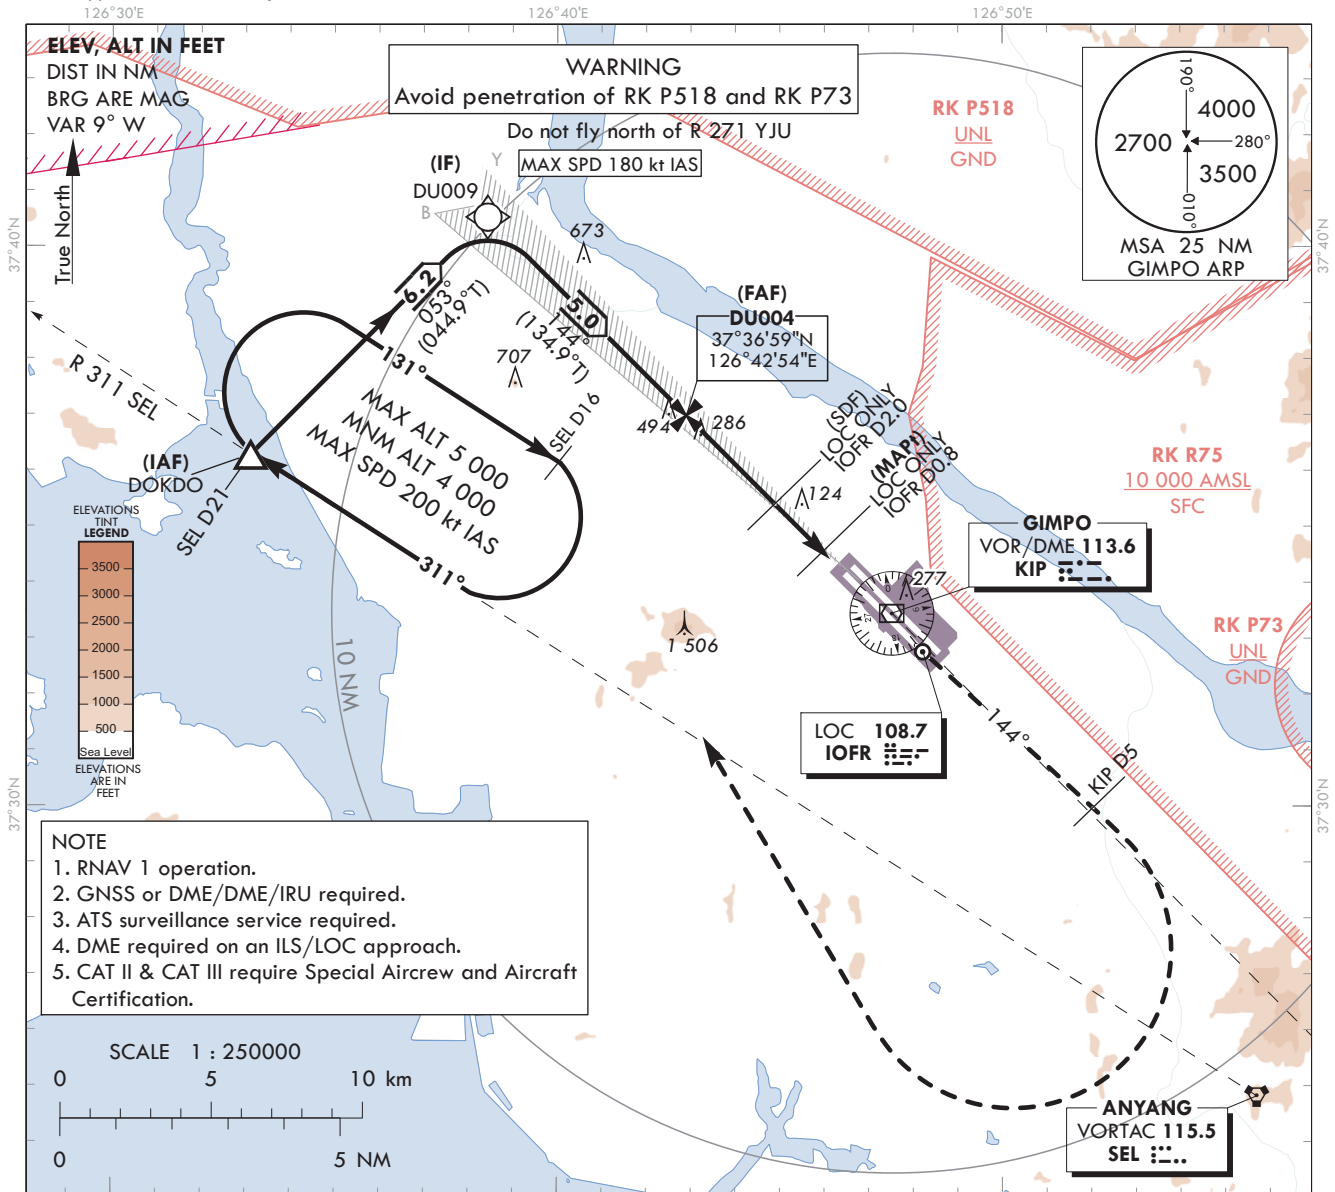 126°30'E
126°40'E
126°50'E
ELEV, ALT IN FEET
DIST IN NM
BRG ARE MAG
VAR 9° W
True North
WARNING
Avoid penetration of RK P518 and RK P73
Do not fly north of R 271 YJU
MAX SPD 180 kt IAS
(IF)
DU009
Y
B
RK P518
UNL
GND
190°
4000
2700
280°
3500
010°
MSA 25 NM
GIMPO ARP
37°40'N
37°40'N
673
6.2
053°
(044.9°T)
5.0
144°
(134.9°T)
(FAF)
DU004
37°36'59"N
126°42'54"E
707
131°
R 311 SEL
MAX ALT 5 000
MNM ALT 4 000
MAX SPD 200 kt IAS
SEL D16
494
286
(SDF)
LOC ONLY
IOFR D2.0
(MAPt)
LOC ONLY
IOFR D0.8
124
RK R75
10 000 AMSL
SFC
(IAF)
DOKDO
SEL D21
311°
ELEVATIONS
TINT
LEGEND
3500
3000
2500
2000
1500
1000
500
Sea Level
ELEVATIONS
ARE IN
FEET
GIMPO
VOR/DME 113.6
KIP
277
0
9
18
27
1 506
RK P73
UNL
GND
10 NM
LOC 108.7
IOFR
144°
KIP D5
37°30'N
37°30'N
NOTE
1. RNAV 1 operation.
2. GNSS or DME/DME/IRU required.
3. ATS surveillance service required.
4. DME required on an ILS/LOC approach.
5. CAT II & CAT III require Special Aircrew and Aircraft
Certification.
SCALE 1 : 250000
0 5 10 km
0 5 NM
ANYANG
VORTAC 115.5
SEL